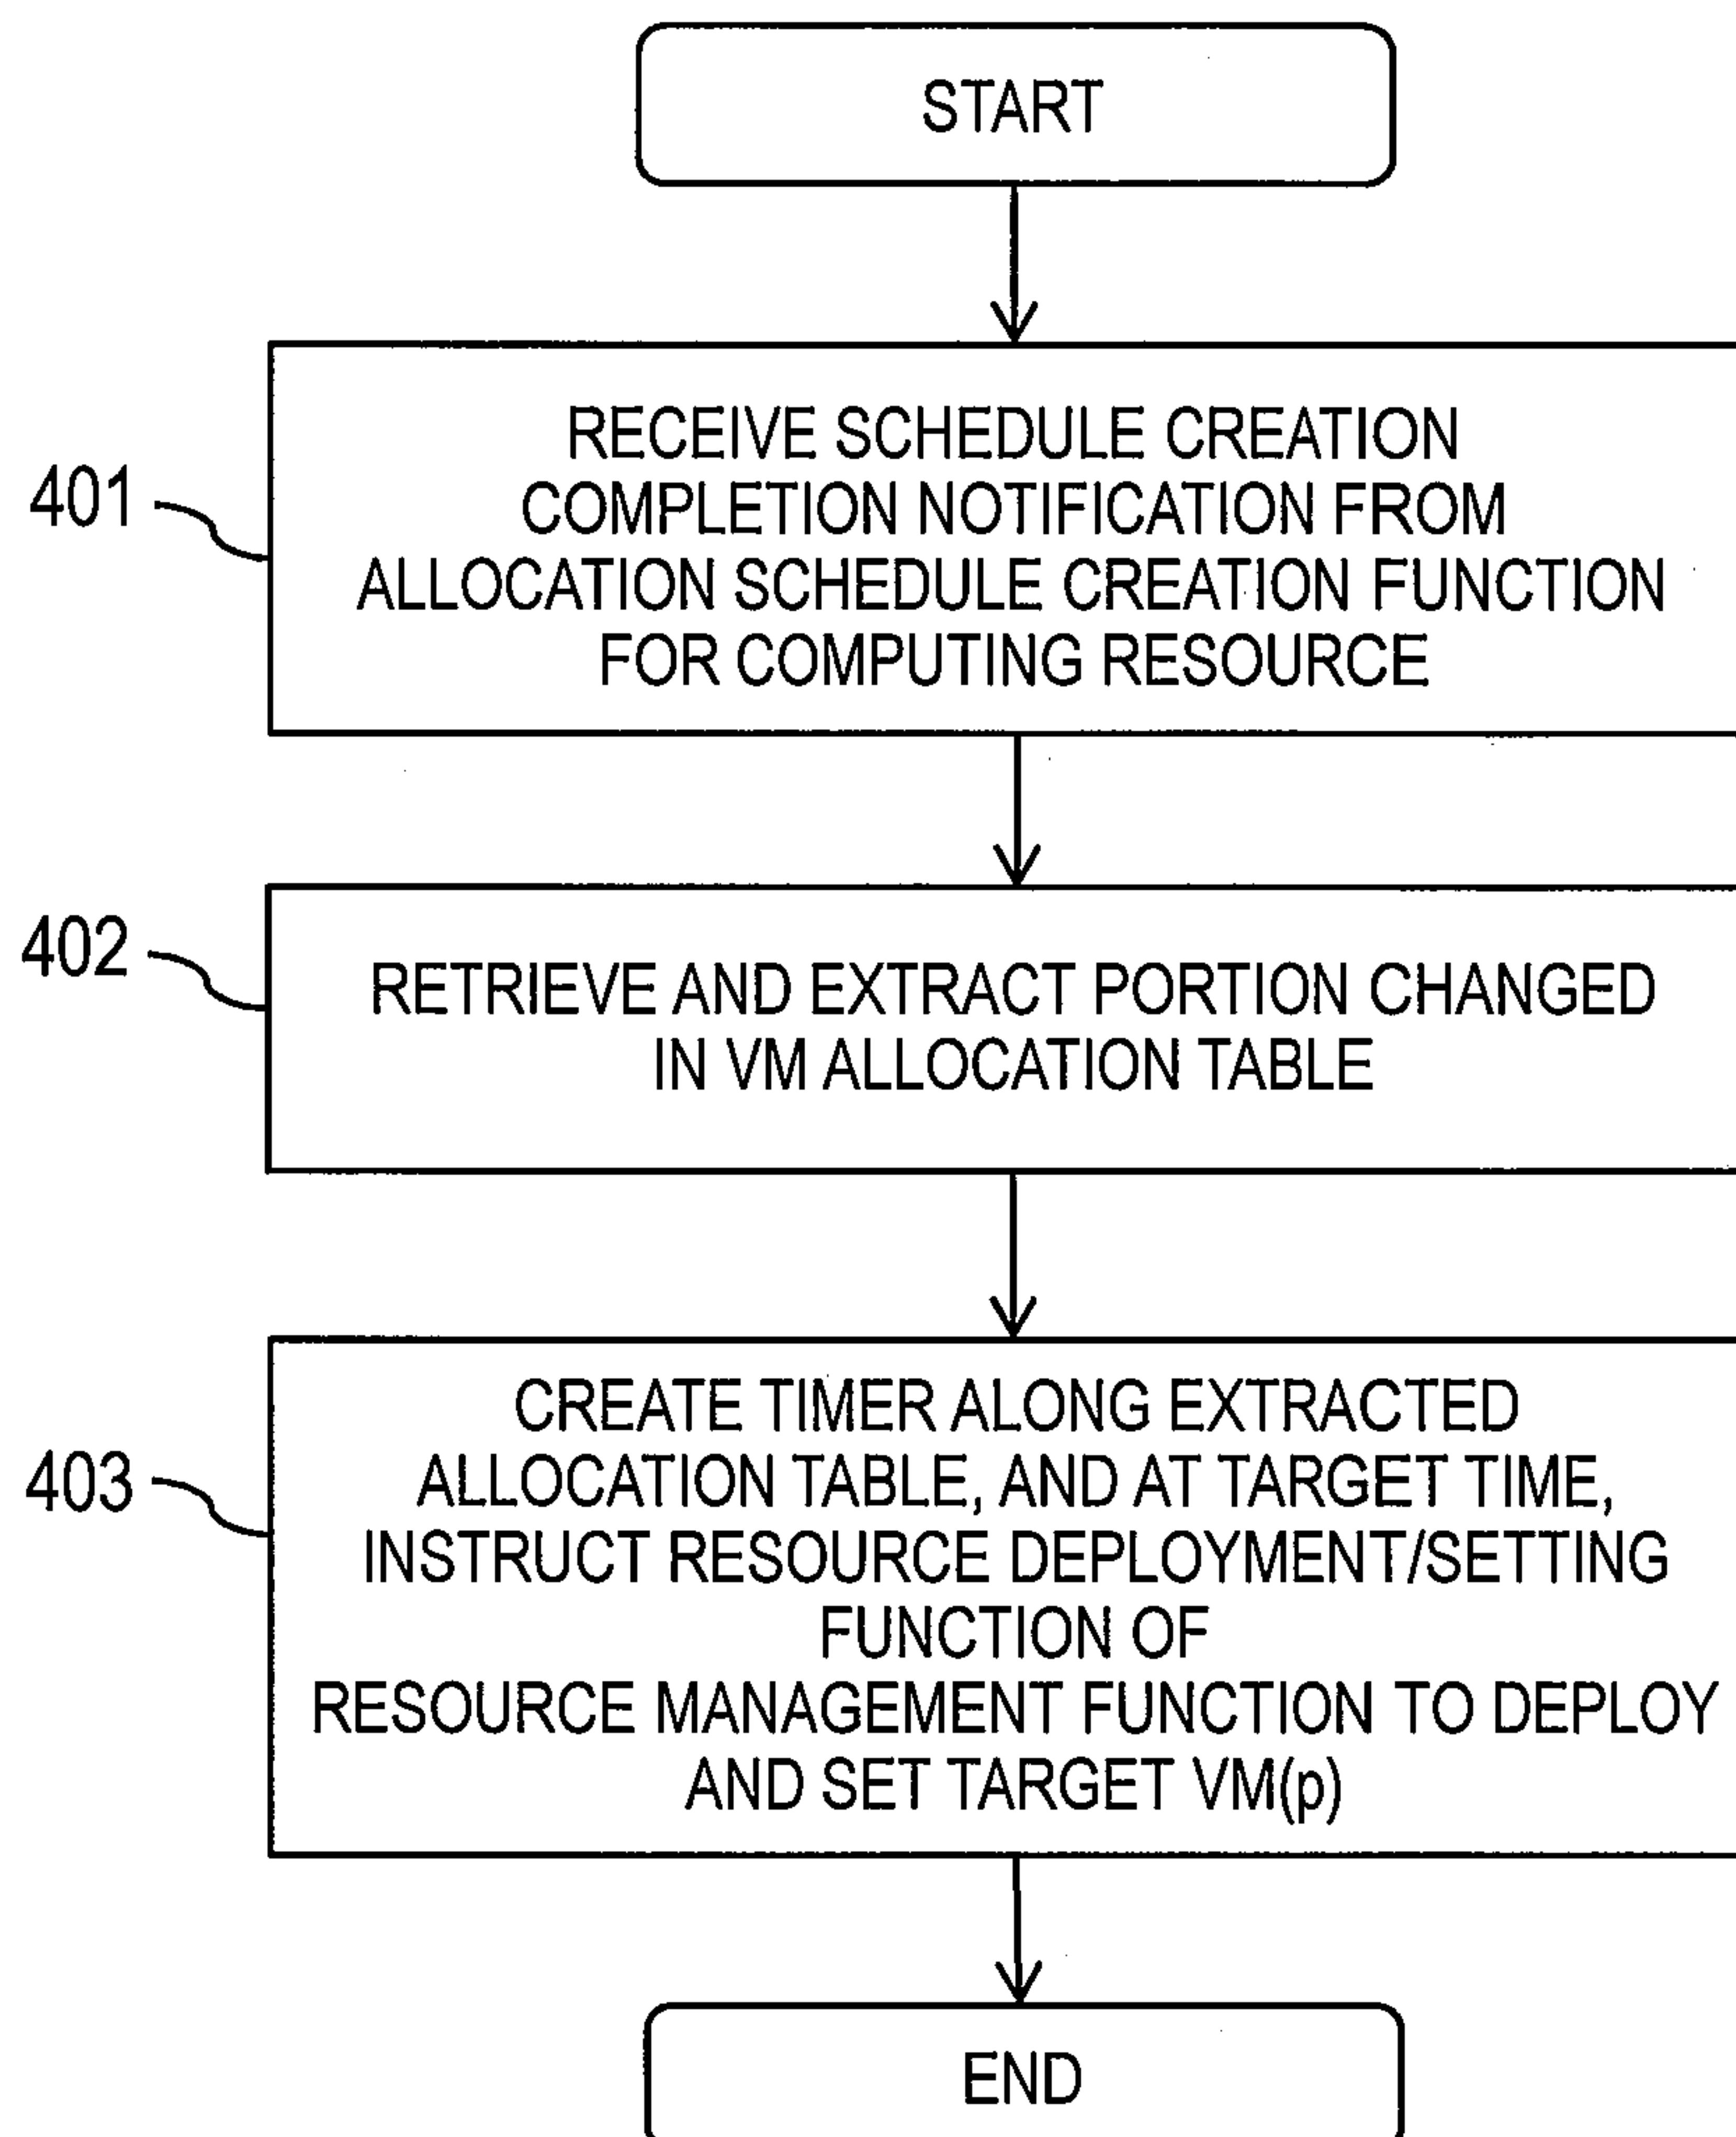 START
RECEIVE SCHEDULE CREATION
COMPLETION NOTIFICATION FROM
ALLOCATION SCHEDULE CREATION FUNCTION
FOR COMPUTING RESOURCE
401
RETRIEVE AND EXTRACT PORTION CHANGED
IN VM ALLOCATION TABLE
402
CREATE TIMER ALONG EXTRACTED
ALLOCATION TABLE, AND AT TARGET TIME,
INSTRUCT RESOURCE DEPLOYMENT/SETTING
FUNCTION OF
RESOURCE MANAGEMENT FUNCTION TO DEPLOY
AND SET TARGET VM(p)
403
END